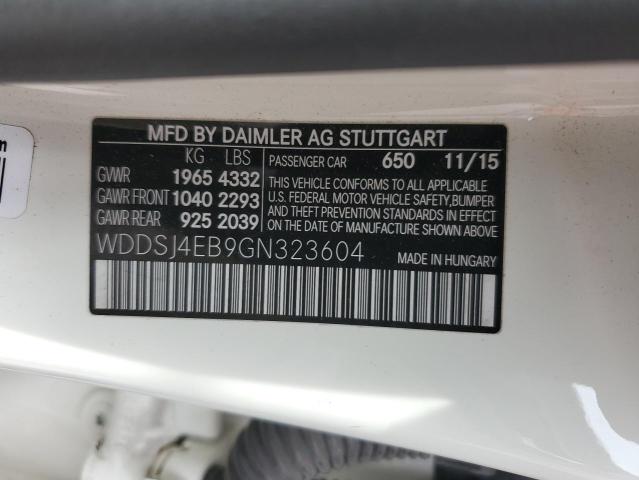 MFD BY DAIMLER AG STUTTGART
KG LBS PASSENGER CAR 650 11/15
GVWR 1965 4332
GAWR FRONT 1040 2293
GAWR REAR 925 2039
THIS VEHICLE CONFORMS TO ALL APPLICABLE
U.S. FEDERAL MOTOR VEHICLE SAFETY,BUMPER
AND THEFT PREVENTION STANDARDS IN EFFECT
ON THE DATE OF MANUFACTURE SHOWN ABOVE.
WDDSJ4EB9GN323604 MADE IN HUNGARY